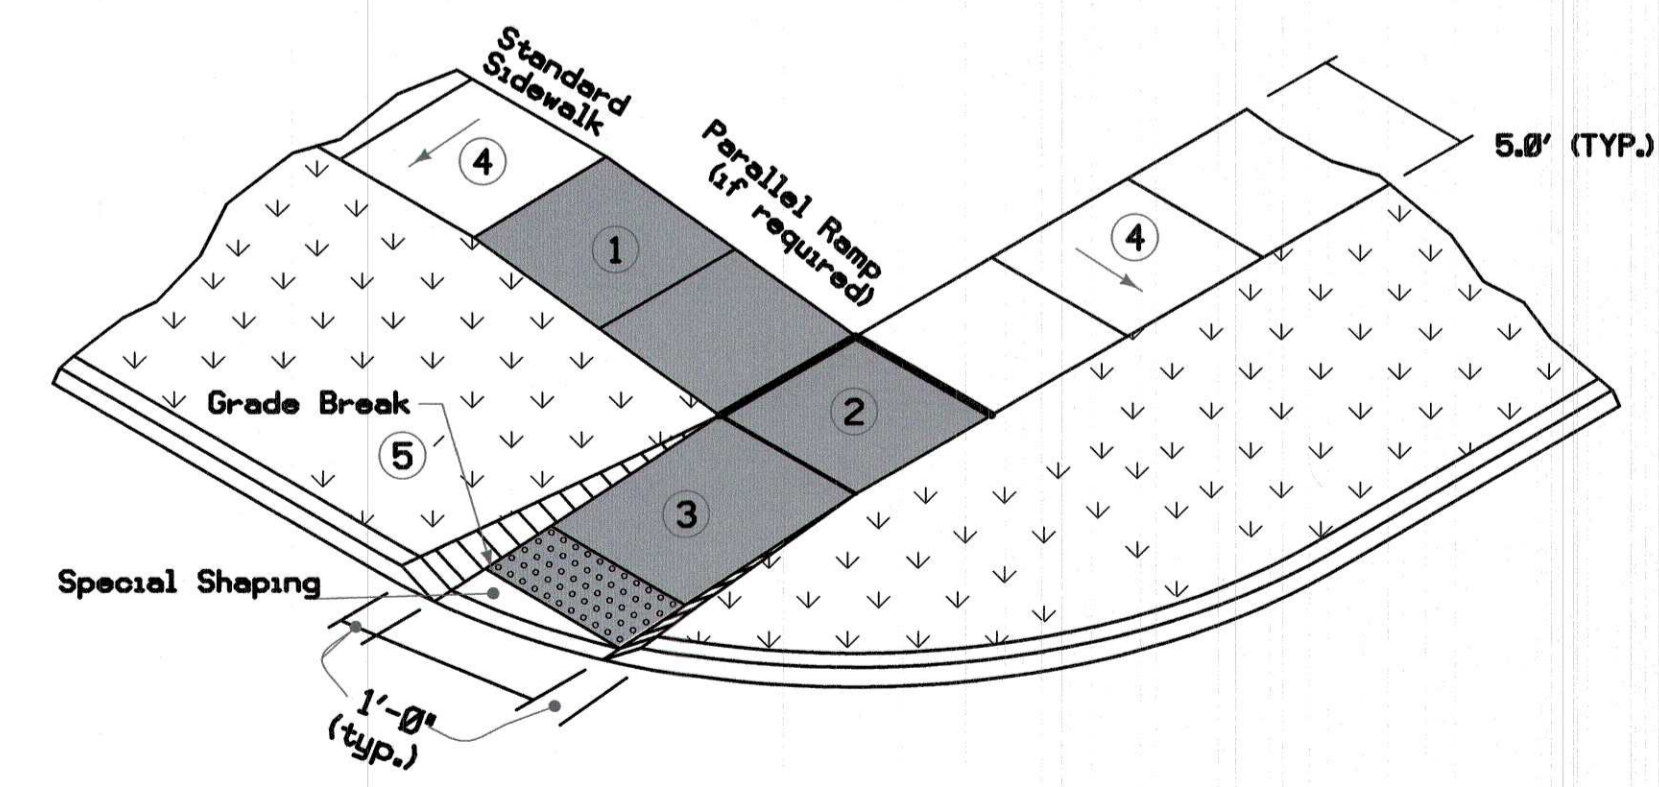 Standard
Sidewalk
Parallel Ramp
(if required)
5.0' (TYP.)
4
4
1
2
Grade Break
5
3
Special Shaping
1'-0"
(typ.)